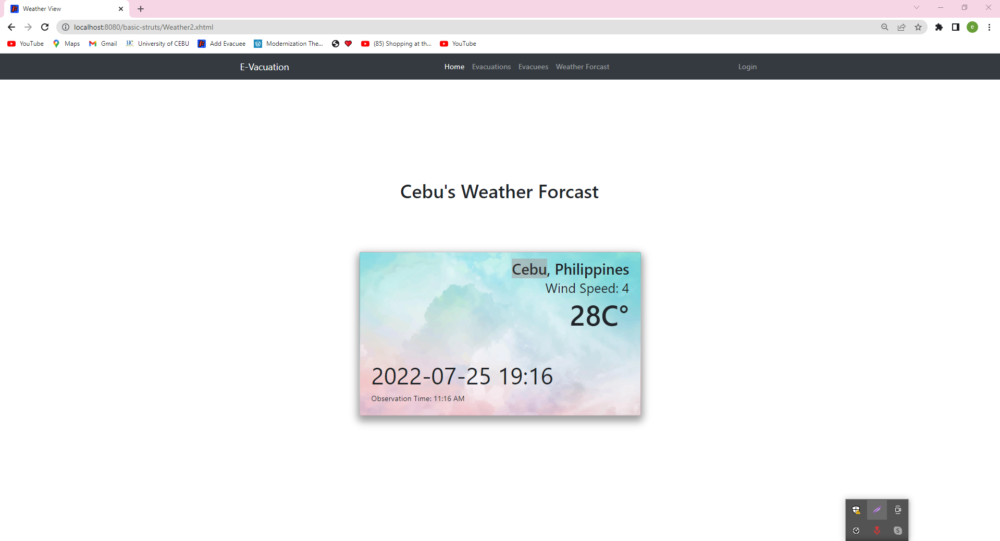 Weather View
localhost:8080/basic-struts/Weather2.xhtml
e
YouTube Maps Gmail University of CEBU Add Evacuee Modernization The... (85) Shopping at th... YouTube
E-Vacuation Home Evacuations Evacuees Weather Forcast Login
Cebu's Weather Forcast
Cebu, Philippines
Wind Speed: 4
28C°
2022-07-25 19:16
Observation Time: 11:16 AM